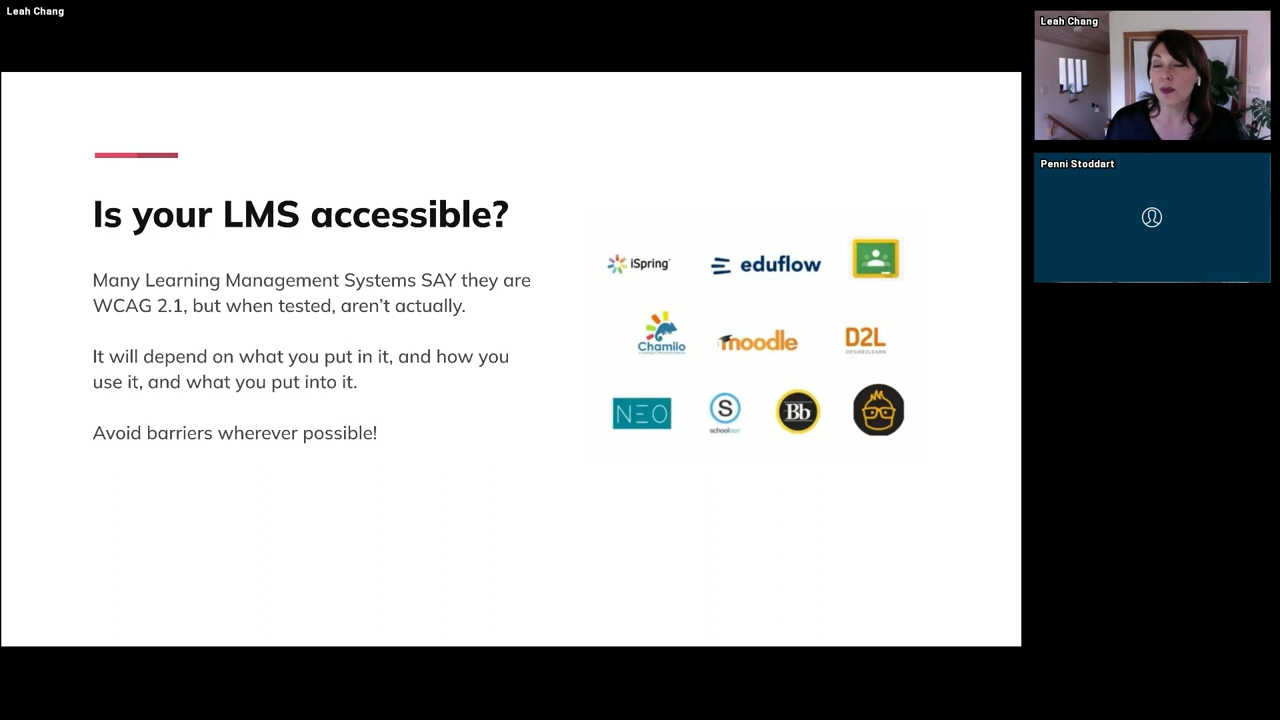 Leah Chang
Leah Chang
Penni Stoddart
Is your LMS accessible?
Many Learning Management Systems SAY they are
WCAG 2.1, but when tested, aren't actually.
It will depend on what you put in it, and how you
use it, and what you put into it.
Avoid barriers wherever possible!
iSpring
eduflow
Chamilo
moodle
D2L
DESIRE2LEARN
NEO
S
schoology
Bb